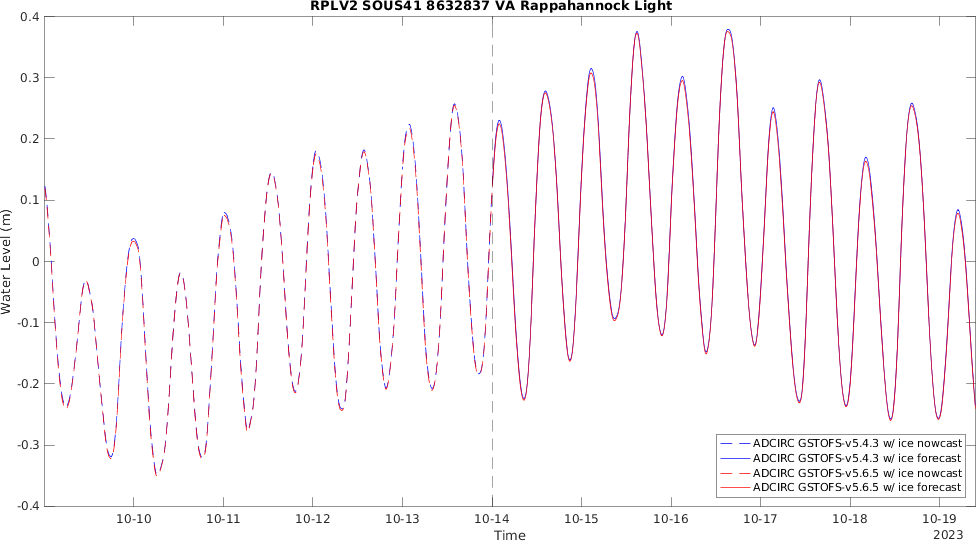 RPLV2 SOUS41 8632837 VA Rappahannock Light
0.4
0.3
0.2
0.1
0
-0.1
-0.2
-0.3
-0.4
Water Level (m)
10-10
10-11
10-12
10-13
10-14
10-15
10-16
10-17
10-18
10-19
2023
Time
ADCIRC GSTOFS-v5.4.3 w/ ice nowcast
ADCIRC GSTOFS-v5.4.3 w/ ice forecast
ADCIRC GSTOFS-v5.6.5 w/ ice nowcast
ADCIRC GSTOFS-v5.6.5 w/ ice forecast